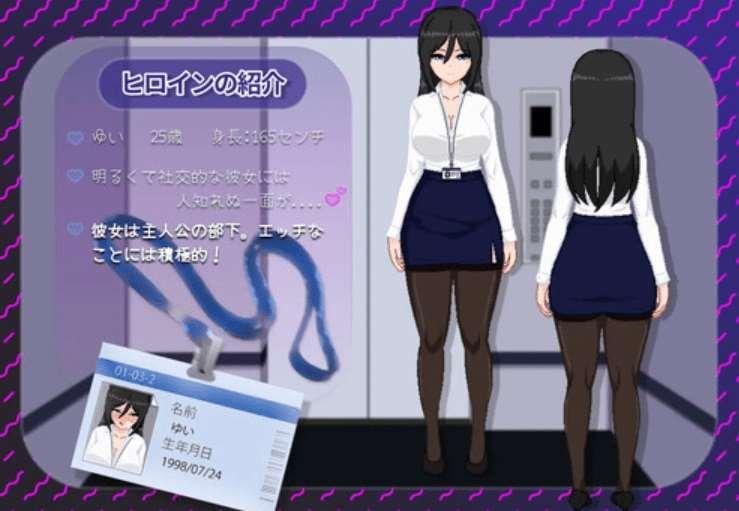 ヒロインの紹介
ゆい 25歳 身長：165センチ
明るくて社交的な彼女には
人知れぬ一面が....
彼女は主人公の部下。エッチな
ことには積極的！
01-03-2
名前
ゆい
生年月日
1998/07/24